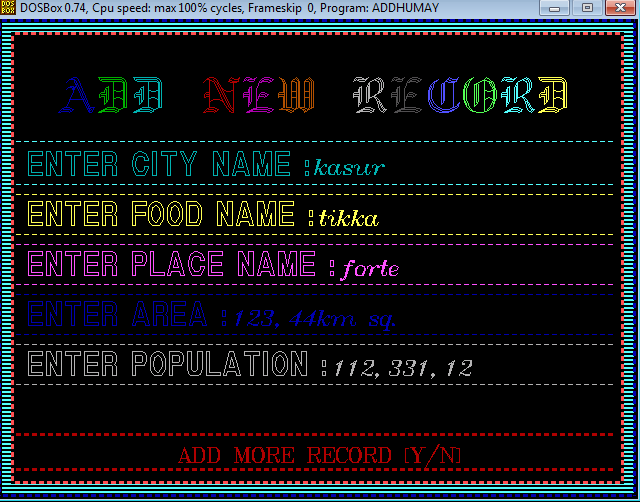 DOS BOX DOSBox 0.74, Cpu speed: max 100% cycles, Frameskip 0, Program: ADDHUMAY
ADD NEW RECORD
ENTER CITY NAME :kasur
ENTER FOOD NAME :tikka
ENTER PLACE NAME :forte
ENTER AREA :123, 44km sq.
ENTER POPULATION :112, 331, 12
ADD MORE RECORD [Y/N]